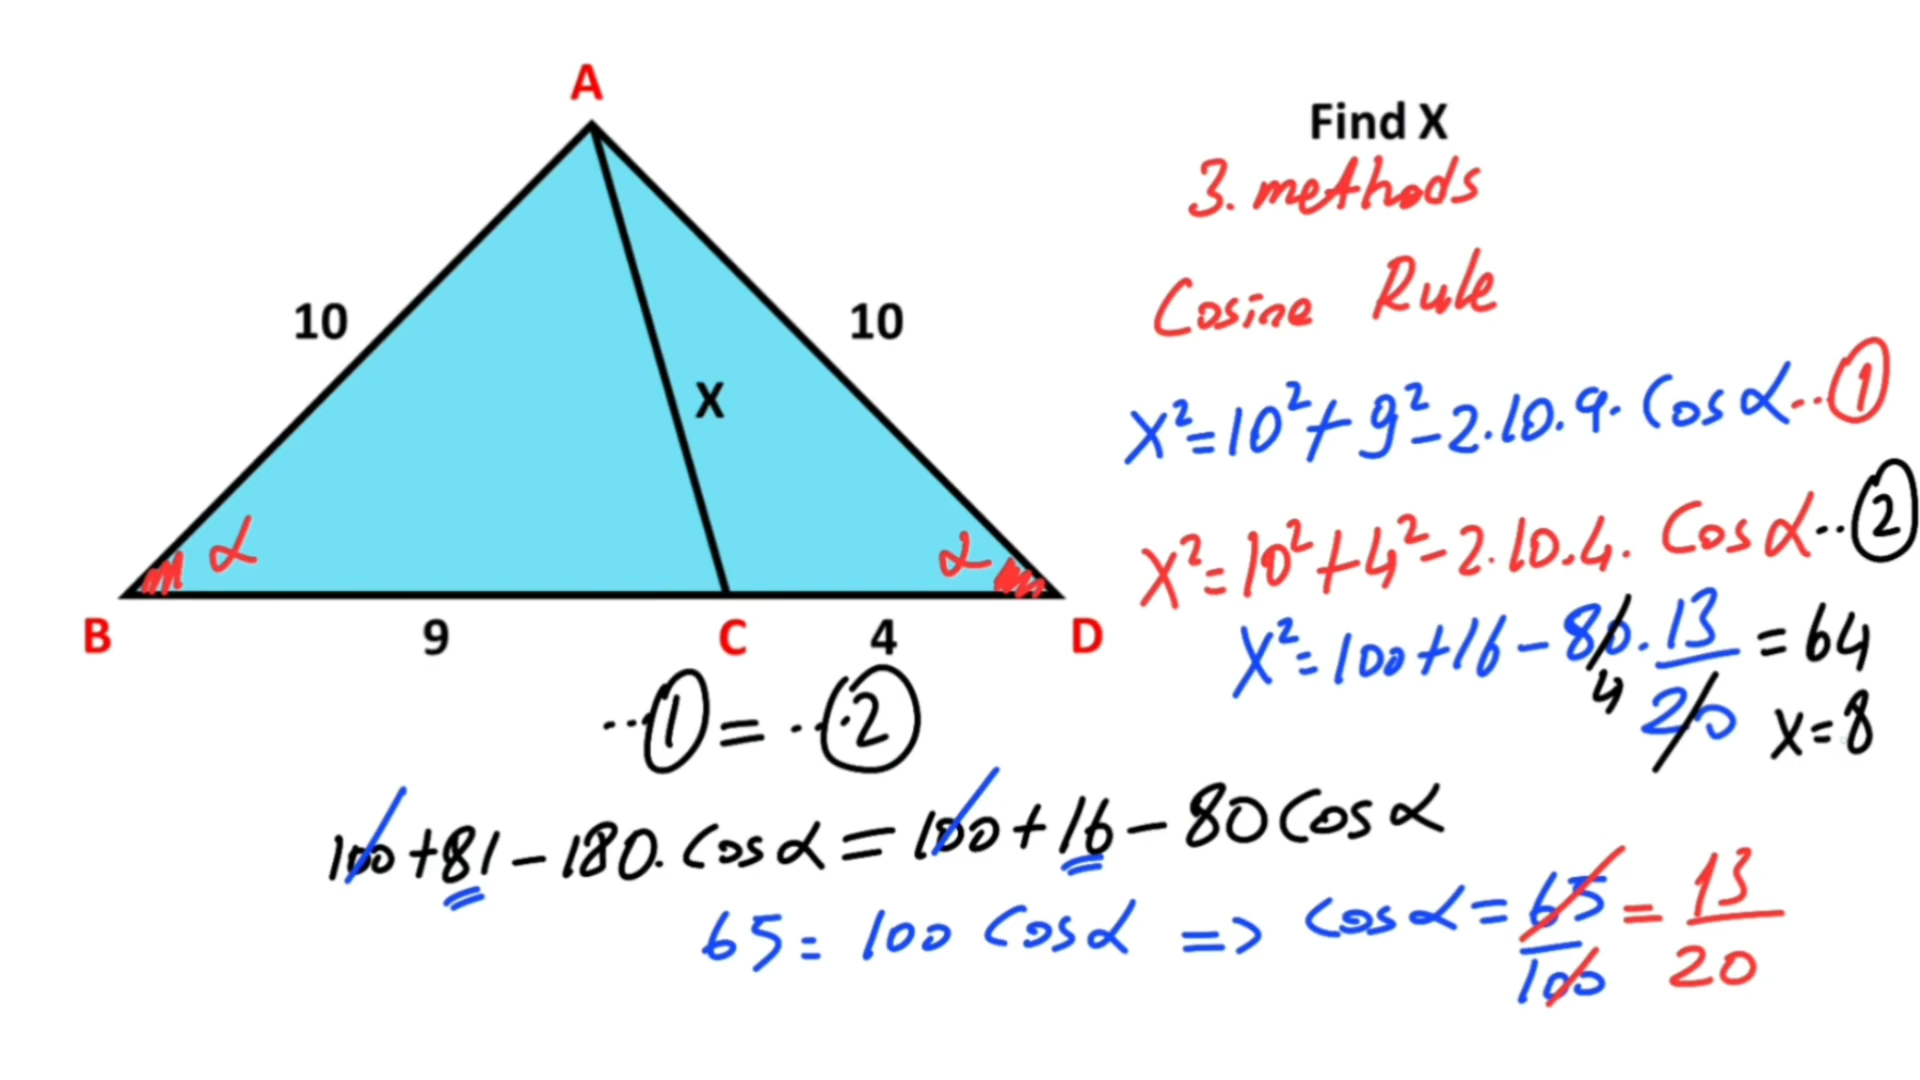 A
Find X
3. methods
Cosine Rule
10
10
X
X² = 10² + 9² - 2·10·9· Cos α ...①
X² = 10² + 4² - 2·10·4· Cos α ...②
α
α
B
9
C
4
D
X² = 100 + 16 - 80 · 13/20 = 64
4
X = 8
...① = ...②
100 + 81 - 180· Cos α = 100 + 16 - 80 Cos α
65 = 100 Cos α => Cos α = 65/100 = 13/20